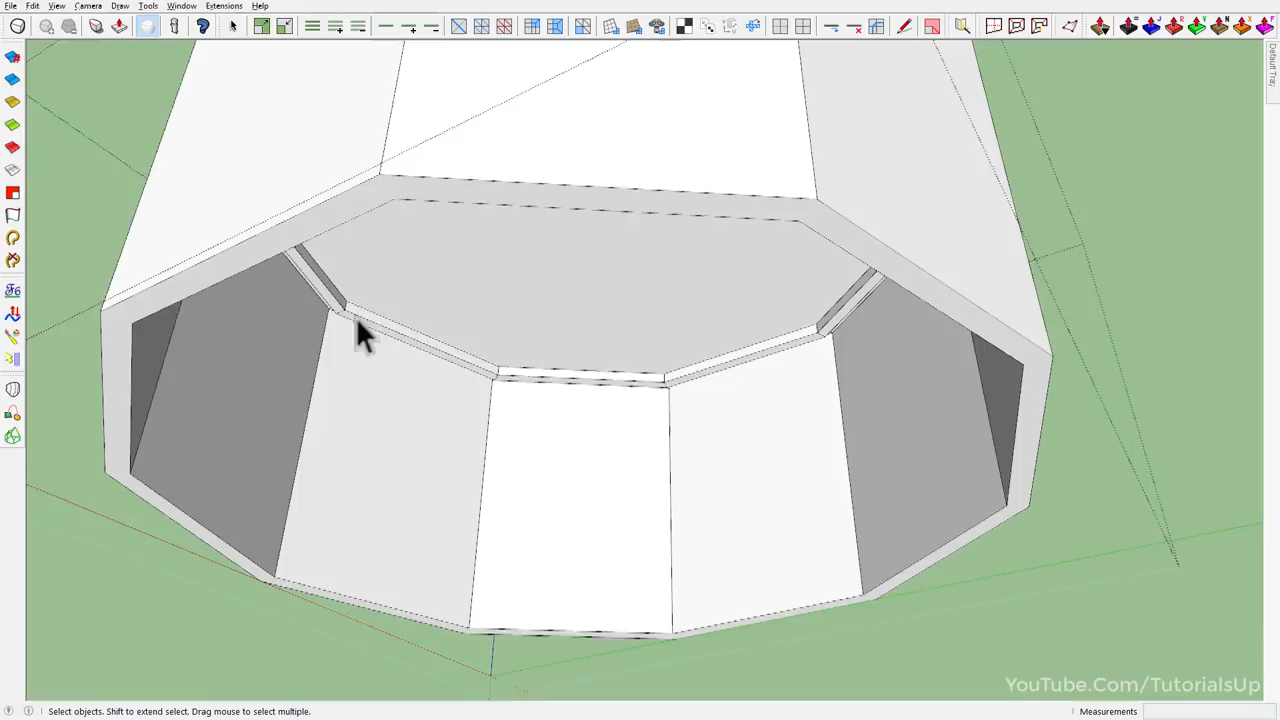 File Edit View Camera Draw Tools Window Extensions Help
Default Tray
YouTube.Com/TutorialsUp
Select objects. Shift to extend select. Drag mouse to select multiple. Measurements